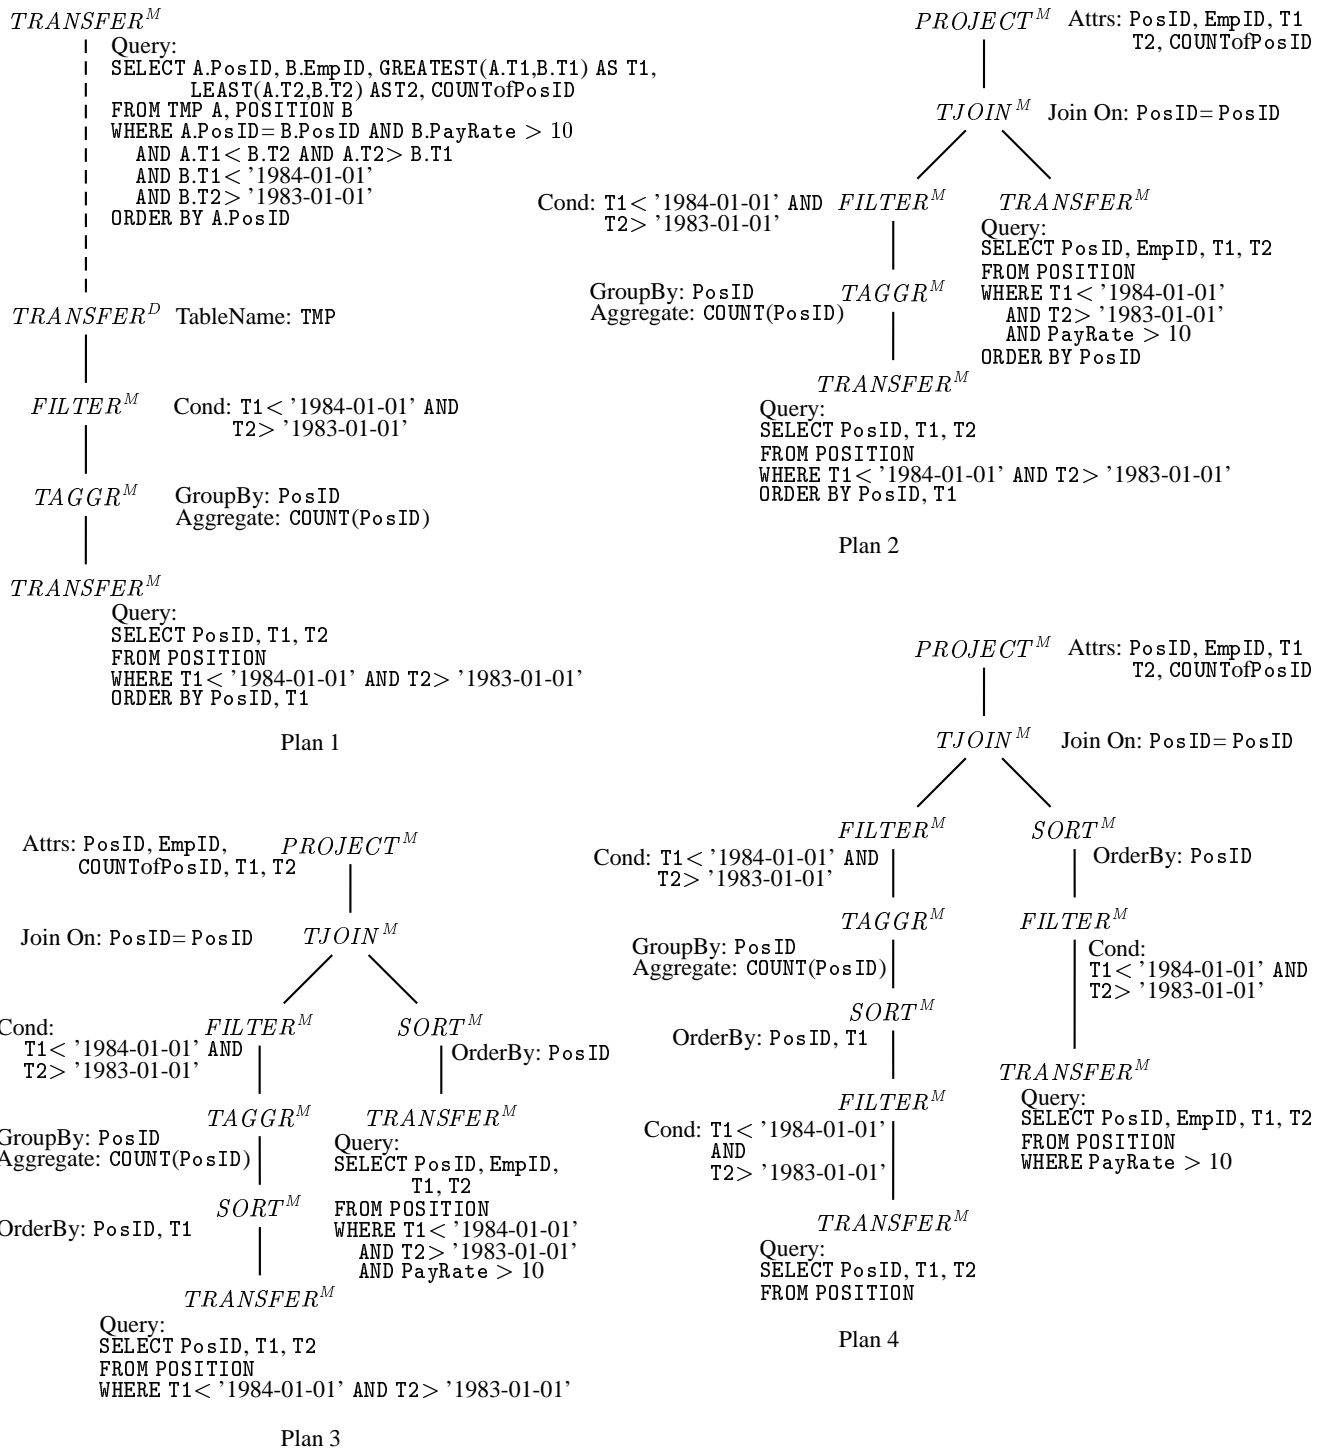 TRANSFER^M
Query:
SELECT A.PosID, B.EmpID, GREATEST(A.T1,B.T1) AS T1,
LEAST(A.T2,B.T2) AST2, COUNTofPosID
FROM TMP A, POSITION B
WHERE A.PosID= B.PosID AND B.PayRate > 10
AND A.T1< B.T2 AND A.T2> B.T1
AND B.T1< '1984-01-01'
AND B.T2> '1983-01-01'
ORDER BY A.PosID
TRANSFER^D TableName: TMP
FILTER^M Cond: T1< '1984-01-01' AND
T2> '1983-01-01'
TAGGR^M GroupBy: PosID
Aggregate: COUNT(PosID)
TRANSFER^M
Query:
SELECT PosID, T1, T2
FROM POSITION
WHERE T1< '1984-01-01' AND T2> '1983-01-01'
ORDER BY PosID, T1
Plan 1
PROJECT^M Attrs: PosID, EmpID, T1
T2, COUNTofPosID
TJOIN^M Join On: PosID= PosID
Cond: T1< '1984-01-01' AND FILTER^M
T2> '1983-01-01'
TRANSFER^M
Query:
SELECT PosID, EmpID, T1, T2
FROM POSITION
WHERE T1< '1984-01-01'
AND T2> '1983-01-01'
AND PayRate > 10
ORDER BY PosID
GroupBy: PosID TAGGR^M
Aggregate: COUNT(PosID)
TRANSFER^M
Query:
SELECT PosID, T1, T2
FROM POSITION
WHERE T1< '1984-01-01' AND T2> '1983-01-01'
ORDER BY PosID, T1
Plan 2
Attrs: PosID, EmpID, PROJECT^M
COUNTofPosID, T1, T2
Join On: PosID= PosID TJOIN^M
Cond: FILTER^M
T1< '1984-01-01' AND
T2> '1983-01-01'
SORT^M
OrderBy: PosID
TAGGR^M
GroupBy: PosID
Aggregate: COUNT(PosID)
TRANSFER^M
Query:
SELECT PosID, EmpID,
T1, T2
FROM POSITION
WHERE T1< '1984-01-01'
AND T2> '1983-01-01'
AND PayRate > 10
SORT^M
OrderBy: PosID, T1
TRANSFER^M
Query:
SELECT PosID, T1, T2
FROM POSITION
WHERE T1< '1984-01-01' AND T2> '1983-01-01'
Plan 3
PROJECT^M Attrs: PosID, EmpID, T1
T2, COUNTofPosID
TJOIN^M Join On: PosID= PosID
FILTER^M
Cond: T1< '1984-01-01' AND
T2> '1983-01-01'
SORT^M
OrderBy: PosID
TAGGR^M
GroupBy: PosID
Aggregate: COUNT(PosID)
FILTER^M
Cond:
T1< '1984-01-01' AND
T2> '1983-01-01'
SORT^M
OrderBy: PosID, T1
TRANSFER^M
Query:
SELECT PosID, EmpID, T1, T2
FROM POSITION
WHERE PayRate > 10
FILTER^M
Cond: T1< '1984-01-01'
AND
T2> '1983-01-01'
TRANSFER^M
Query:
SELECT PosID, T1, T2
FROM POSITION
Plan 4